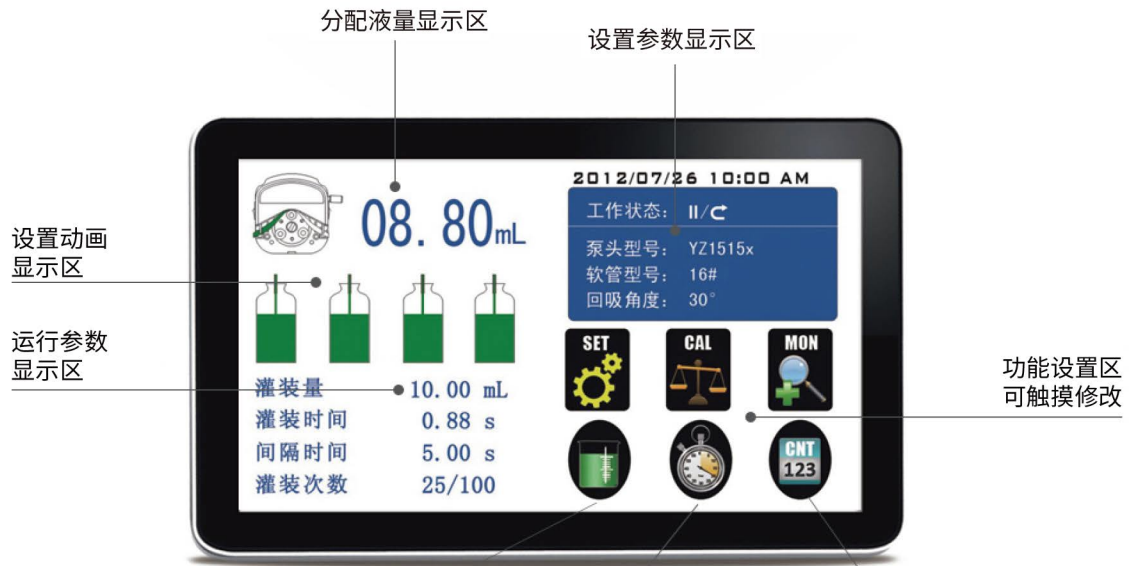 分配液量显示区
设置参数显示区
2012/07/26 10:00 AM
08.80mL
工作状态： II/
泵头型号： YZ1515x
软管型号： 16#
回吸角度： 30°
设置动画
显示区
运行参数
显示区
灌装量 10.00 mL
灌装时间 0.88 s
间隔时间 5.00 s
灌装次数 25/100
SET
CAL
MON
CNT
123
功能设置区
可触摸修改